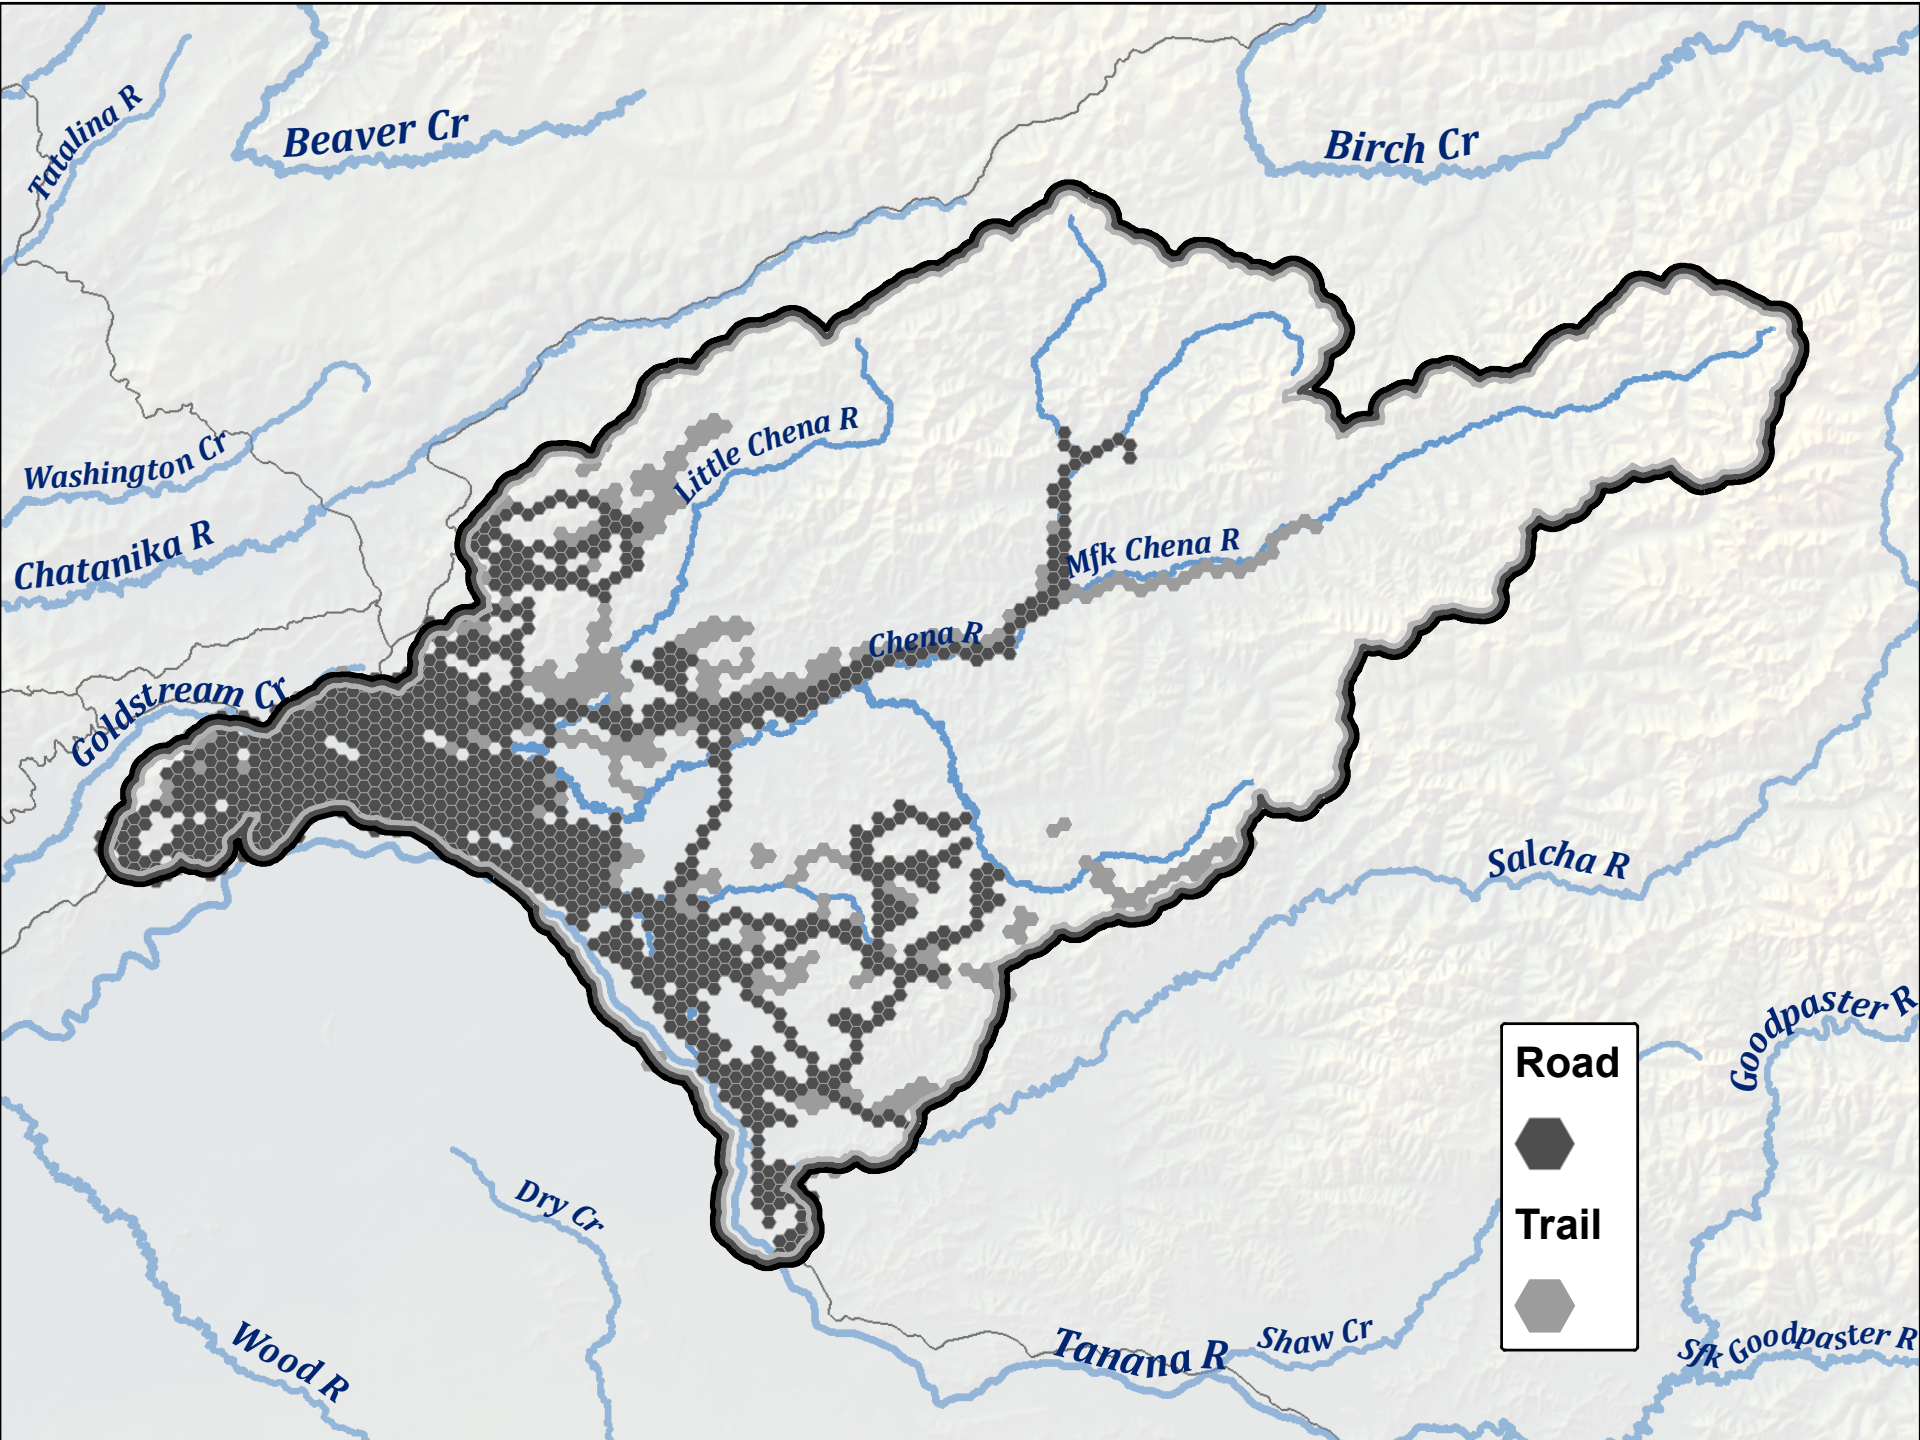 Tatalina R
Beaver Cr
Birch Cr
Little Chena R
Washington Cr
Chatanika R
Mfk Chena R
Chena R
Goldstream Cr
Salcha R
Goodpaster R
Road
Trail
Dry Cr
Wood R
Tanana R
Shaw Cr
Sfk Goodpaster R